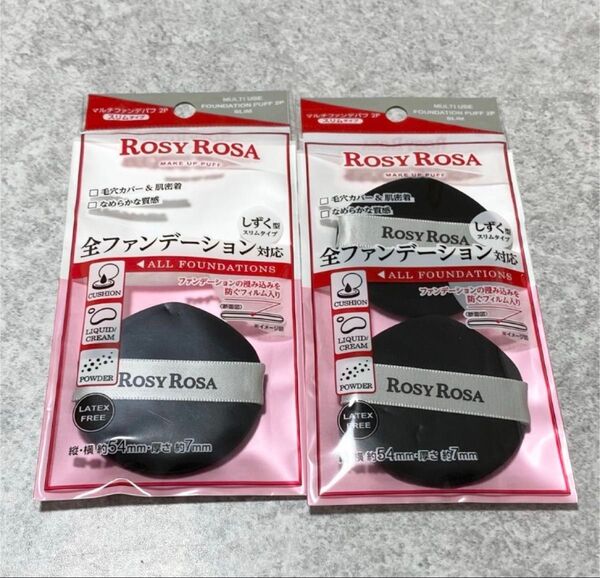 マルチファンデパフ 2P
スリムタイプ
MULTI USE
FOUNDATION PUFF 2P
SLIM
ROSY ROSA
MAKE UP PUFF
毛穴カバー＆肌密着
なめらかな質感
しずく型
スリムタイプ
全ファンデーション対応
ALL FOUNDATIONS
ファンデーションの浸み込みを
防ぐフィルム入り
CUSHION
(断面図)
※イメージ図
LIQUID/
CREAM
POWDER
ROSY ROSA
LATEX
FREE
縦・横 約54mm・厚さ 約7mm
マルチファンデパフ 2P
スリムタイプ
MULTI USE
FOUNDATION PUFF 2P
SLIM
ROSY ROSA
MAKE UP PUFF
毛穴カバー＆肌密着
なめらかな質感
しずく型
スリムタイプ
ROSY ROSA
全ファンデーション対応
ALL FOUNDATIONS
ファンデーションの浸み込みを
防ぐフィルム入り
CUSHION
(断面図)
※イメージ図
LIQUID/
CREAM
POWDER
ROSY ROSA
LATEX
FREE
縦・横 約54mm・厚さ 約7mm